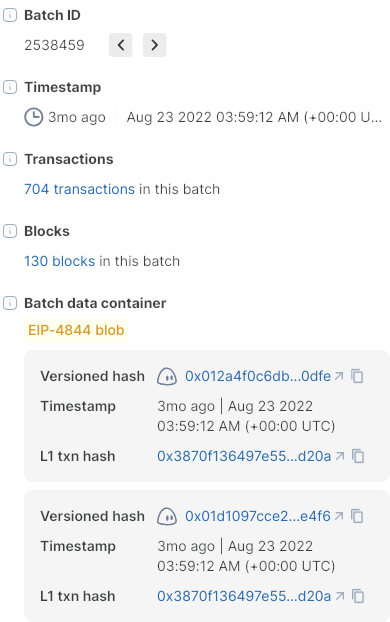 Batch ID
2538459
Timestamp
3mo ago | Aug 23 2022 03:59:12 AM (+00:00 U...
Transactions
704 transactions in this batch
Blocks
130 blocks in this batch
Batch data container
EIP-4844 blob
Versioned hash 0x012a4f0c6db...0dfe
Timestamp 3mo ago | Aug 23 2022
03:59:12 AM (+00:00 UTC)
L1 txn hash 0x3870f136497e55...d20a
Versioned hash 0x01d1097cce2...e4f6
Timestamp 3mo ago | Aug 23 2022
03:59:12 AM (+00:00 UTC)
L1 txn hash 0x3870f136497e55...d20a